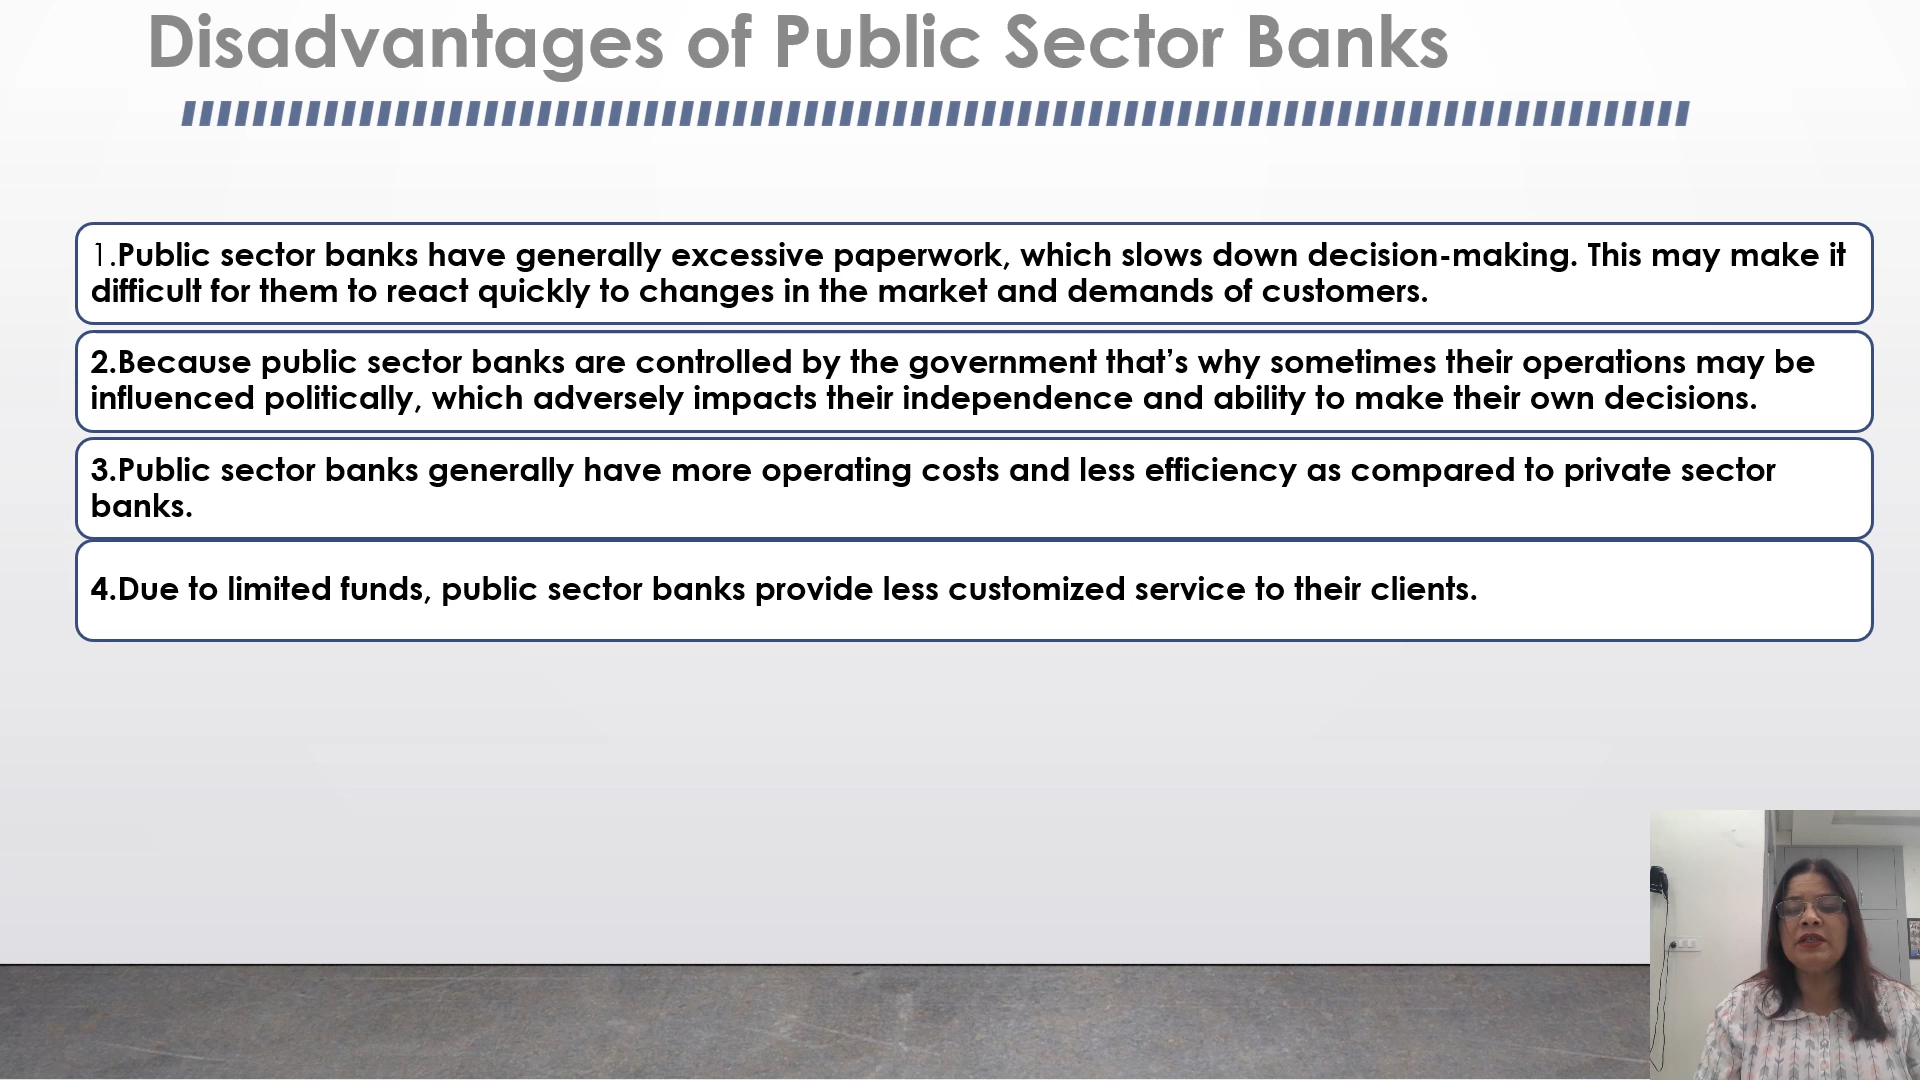 Disadvantages of Public Sector Banks
1.Public sector banks have generally excessive paperwork, which slows down decision-making. This may make it
difficult for them to react quickly to changes in the market and demands of customers.
2.Because public sector banks are controlled by the government that’s why sometimes their operations may be
influenced politically, which adversely impacts their independence and ability to make their own decisions.
3.Public sector banks generally have more operating costs and less efficiency as compared to private sector
banks.
4.Due to limited funds, public sector banks provide less customized service to their clients.